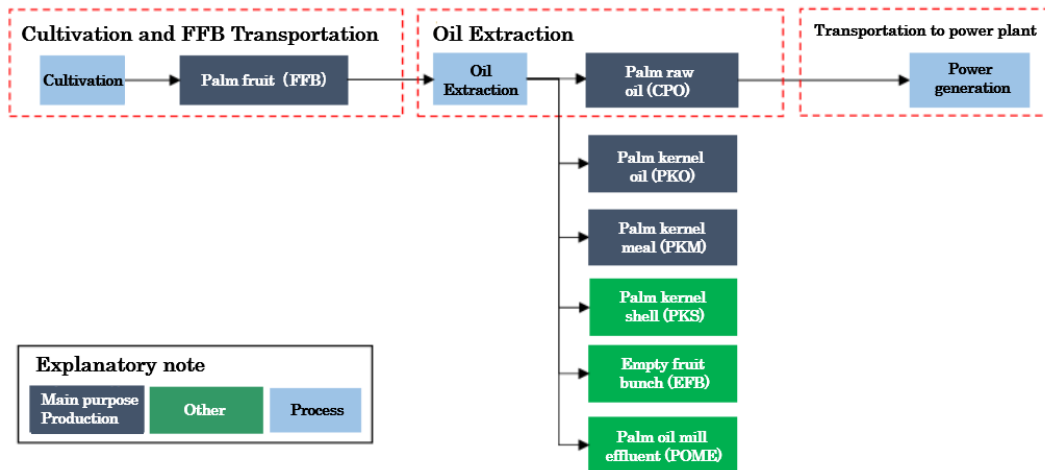 Cultivation and FFB Transportation
Cultivation
Palm fruit (FFB)
Oil Extraction
Oil
Extraction
Palm raw
oil (CPO)
Transportation to power plant
Power
generation
Palm kernel
oil (PKO)
Palm kernel
meal (PKM)
Palm kernel
shell (PKS)
Empty fruit
bunch (EFB)
Palm oil mill
effluent (POME)
Explanatory note
Main purpose
Production
Other
Process